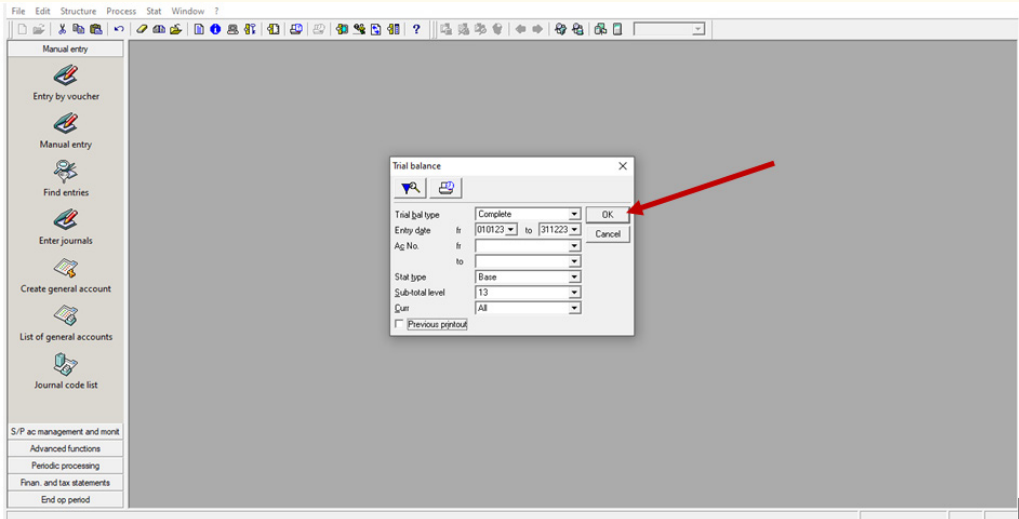 File Edit Structure Process Stat Window ?
?
Manual entry
Entry by voucher
Manual entry
Find entries
Enter journals
Create general account
List of general accounts
Journal code list
S/P ac management and monit
Advanced functions
Periodic processing
Finan. and tax statements
End op period
Trial balance
Trial bal type Complete OK
Entry date fr 010123 to 311223 Cancel
Ac No. fr
to
Stat type Base
Sub-total level 13
Curr All
Previous printout